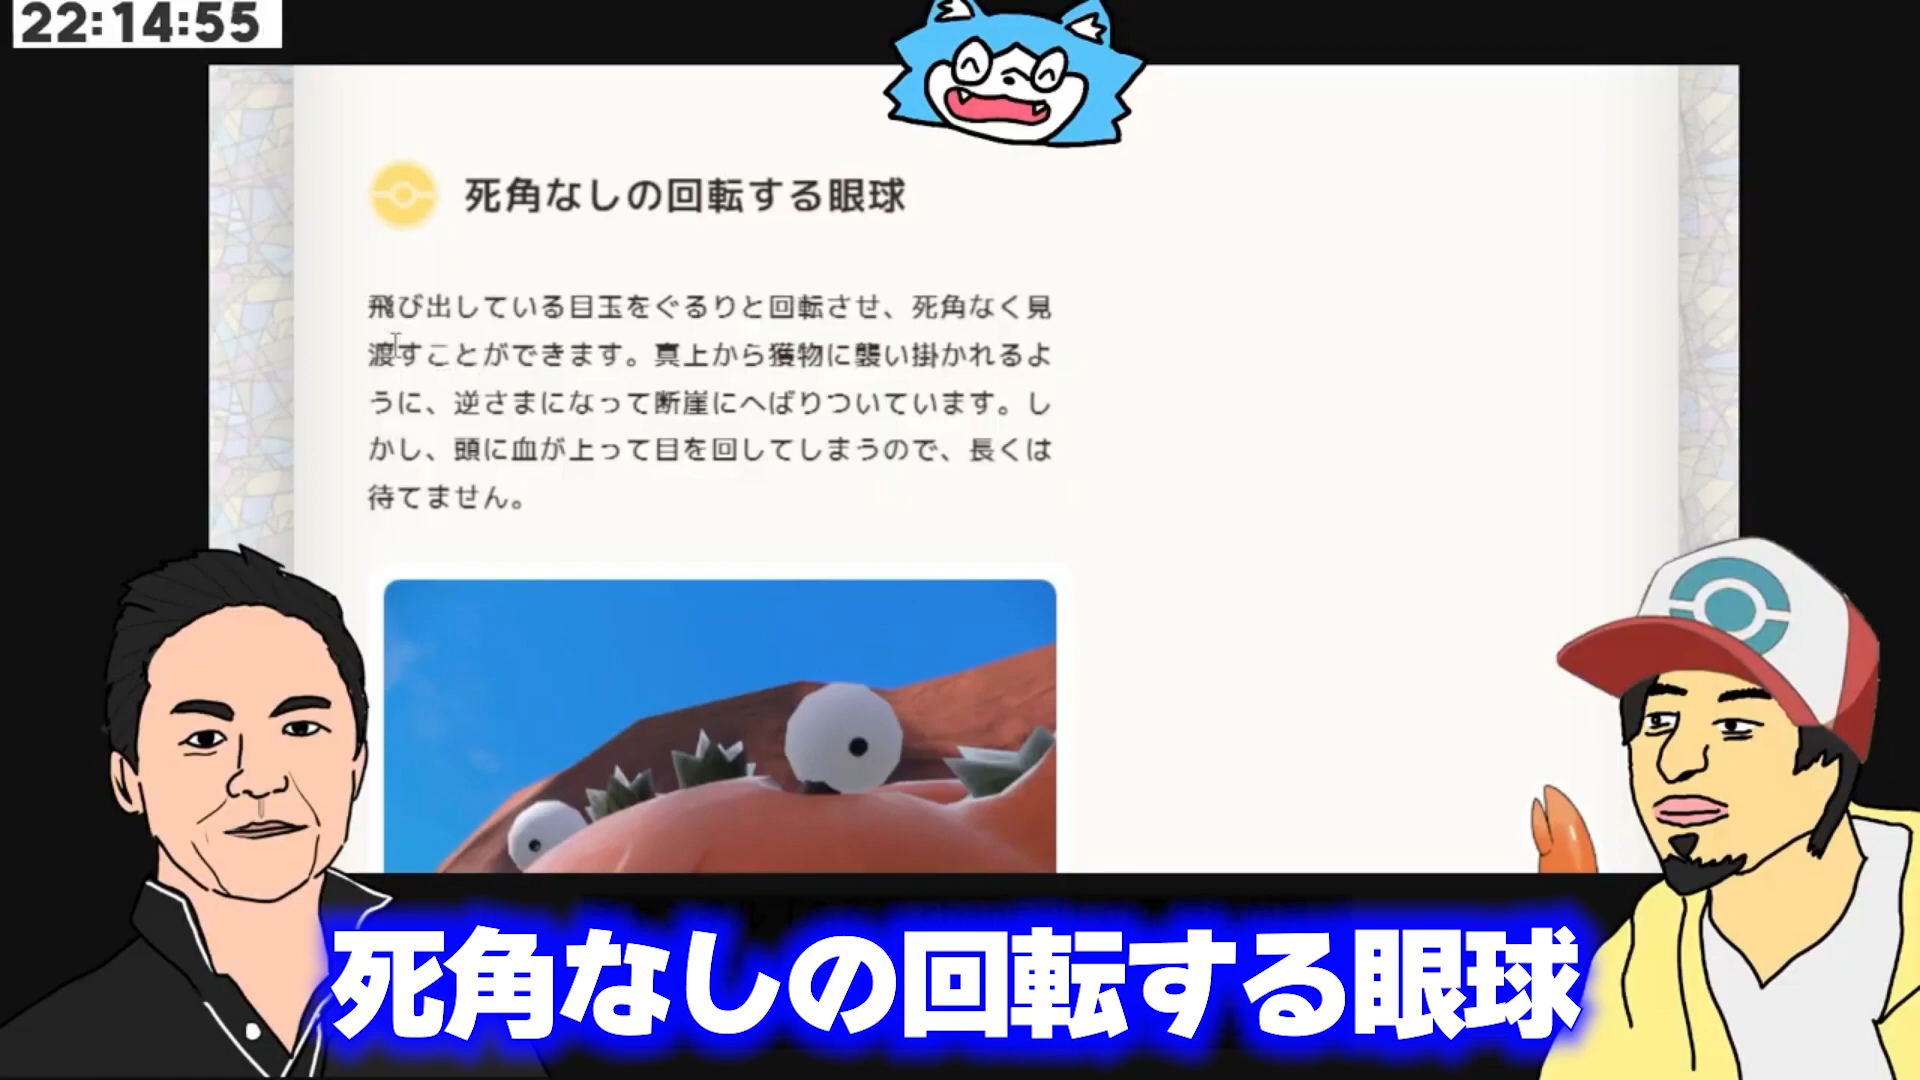 22:14:55
死角なしの回転する眼球
飛び出している目玉をぐるりと回転させ、死角なく見
渡すことができます。真上から獲物に襲い掛かれるよ
うに、逆さまになって断崖にへばりついています。し
かし、頭に血が上って目を回してしまうので、長くは
待てません。
死角なしの回転する眼球